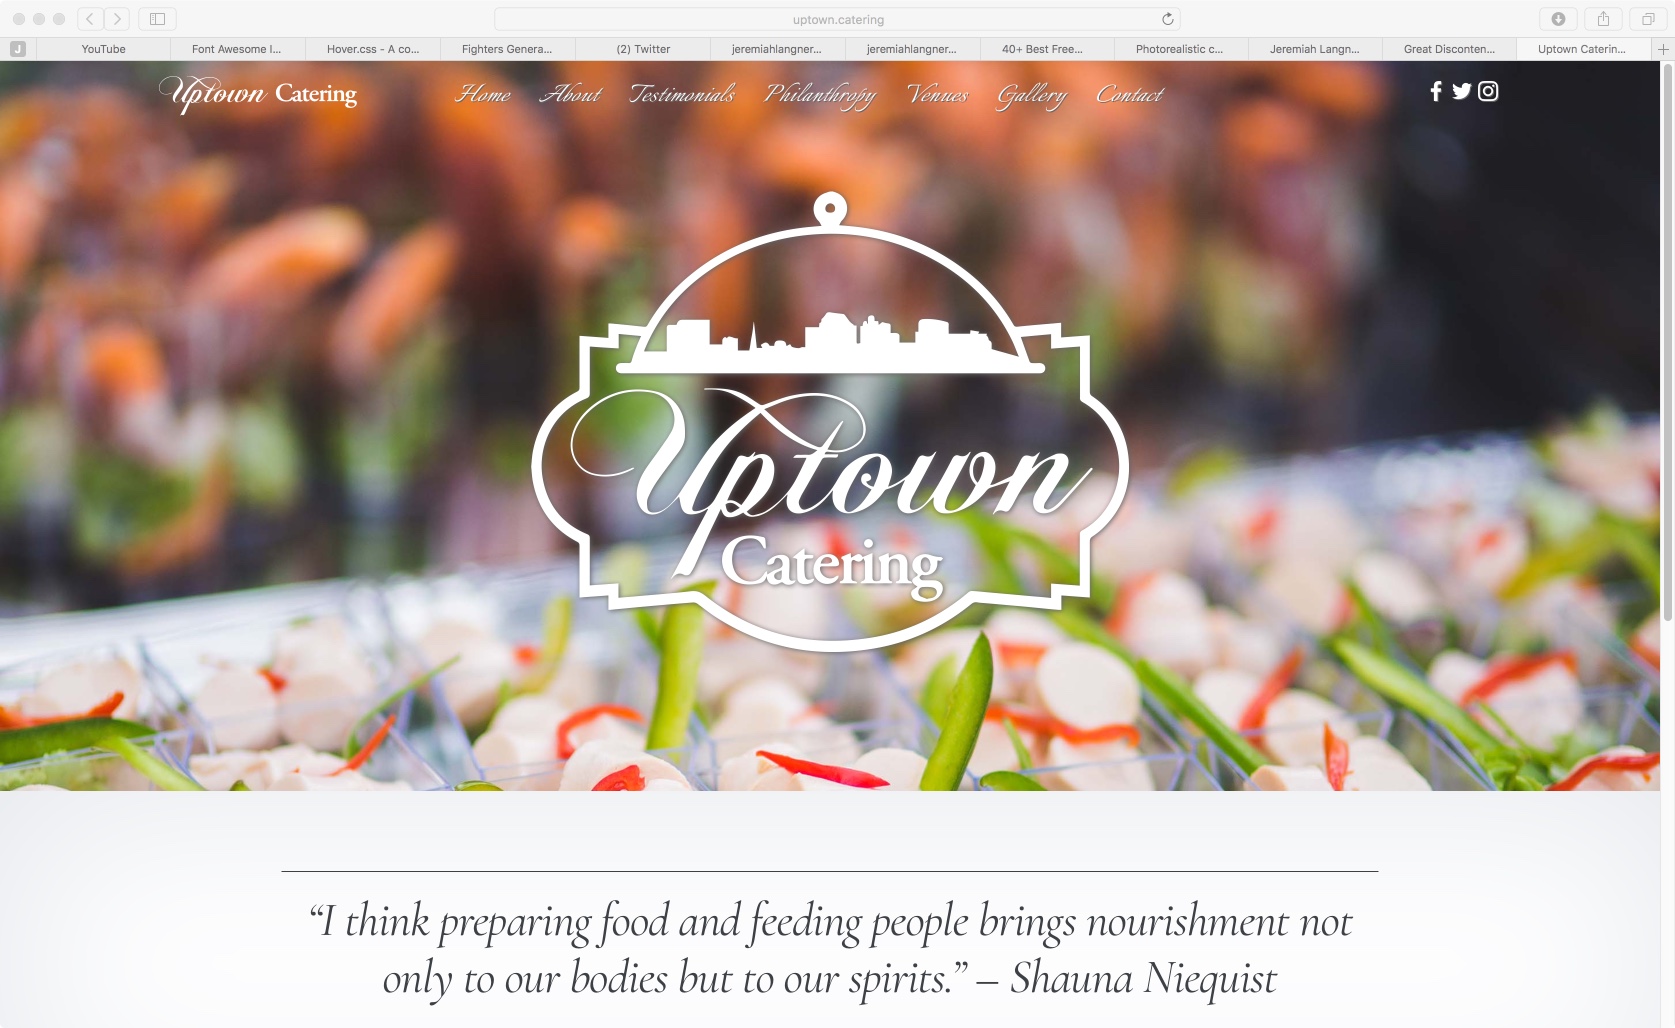 uptown.catering
J
YouTube
Font Awesome I...
Hover.css - A co...
Fighters Genera...
(2) Twitter
jeremiahlangner...
jeremiahlangner...
40+ Best Free...
Photorealistic c...
Jeremiah Langn...
Great Disconten...
Uptown Caterin...
Uptown Catering
Home
About
Testimonials
Philanthropy
Venues
Gallery
Contact
Uptown
Catering
“I think preparing food and feeding people brings nourishment not
only to our bodies but to our spirits.” – Shauna Niequist